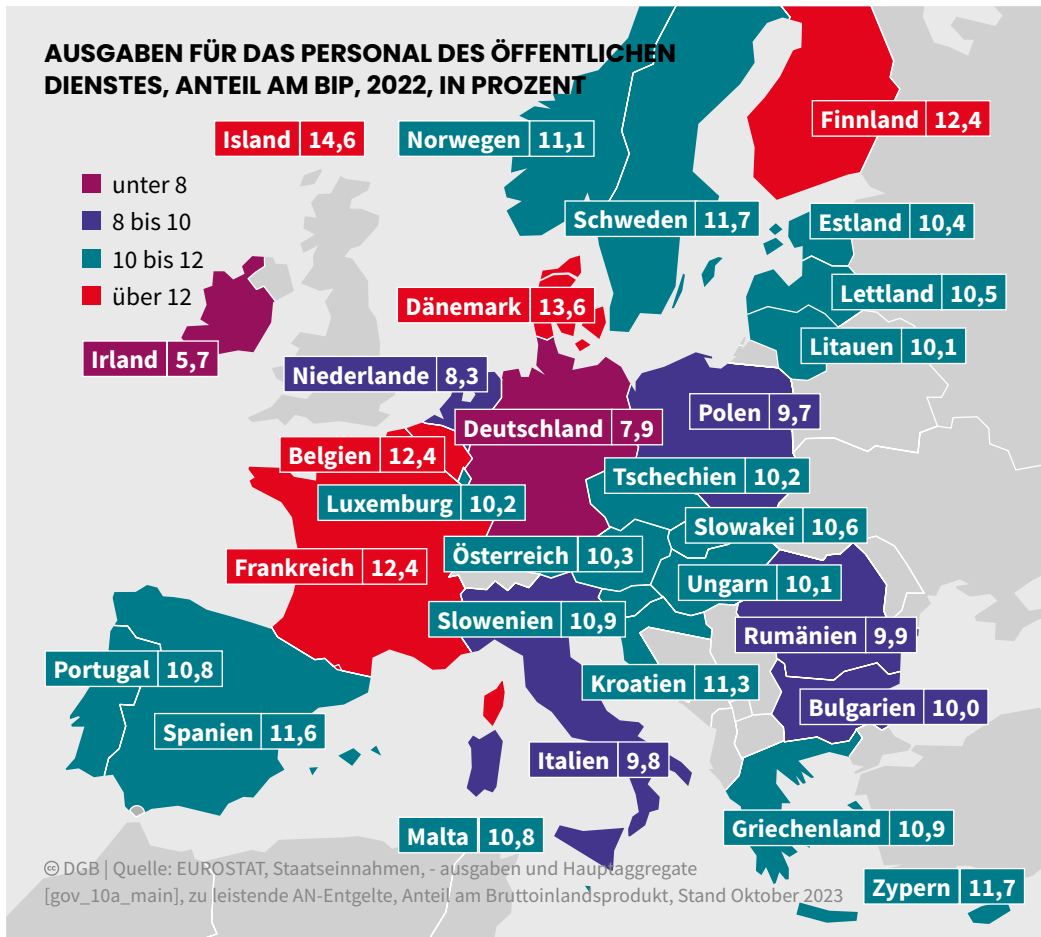 AUSGABEN FÜR DAS PERSONAL DES ÖFFENTLICHEN
DIENSTES, ANTEIL AM BIP, 2022, IN PROZENT
Island 14,6
Norwegen 11,1
Finnland 12,4
unter 8
8 bis 10
10 bis 12
über 12
Schweden 11,7
Estland 10,4
Lettland 10,5
Dänemark 13,6
Litauen 10,1
Irland 5,7
Niederlande 8,3
Polen 9,7
Deutschland 7,9
Belgien 12,4
Tschechien 10,2
Luxemburg 10,2
Slowakei 10,6
Österreich 10,3
Frankreich 12,4
Ungarn 10,1
Slowenien 10,9
Rumänien 9,9
Portugal 10,8
Kroatien 11,3
Bulgarien 10,0
Spanien 11,6
Italien 9,8
Griechenland 10,9
Malta 10,8
Zypern 11,7
© DGB | Quelle: EUROSTAT, Staatseinnahmen, - ausgaben und Hauptaggregate
[gov_10a_main], zu leistende AN-Entgelte, Anteil am Bruttoinlandsprodukt, Stand Oktober 2023